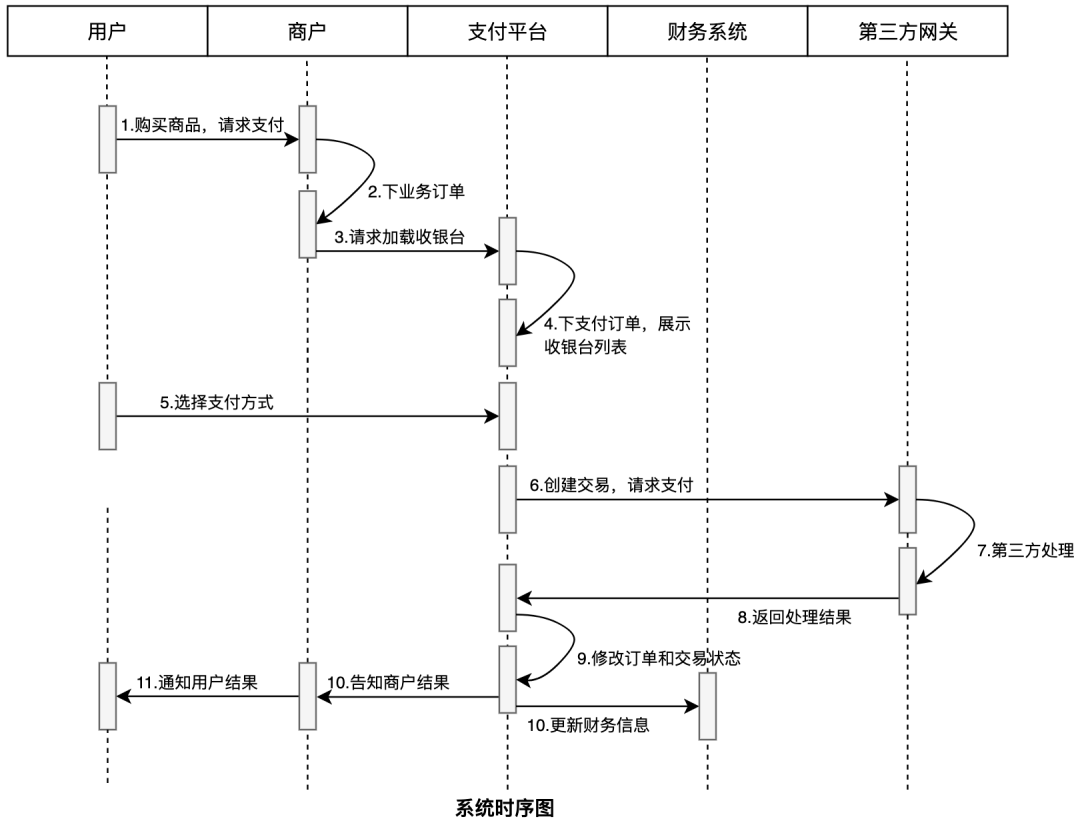 用户
商户
支付平台
财务系统
第三方网关
1.购买商品，请求支付
2.下业务订单
3.请求加载收银台
4.下支付订单，展示
收银台列表
5.选择支付方式
6.创建交易，请求支付
7.第三方处理
8.返回处理结果
9.修改订单和交易状态
11.通知用户结果
10.告知商户结果
10.更新财务信息
系统时序图